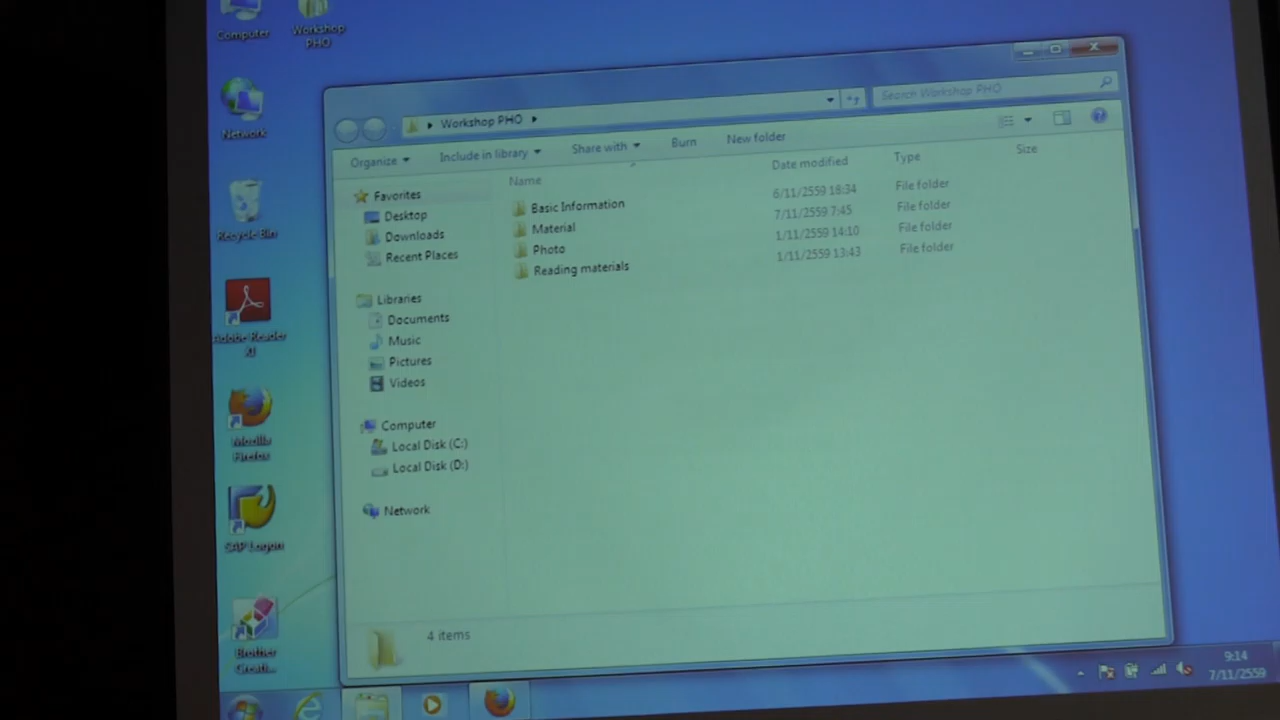 Computer
Workshop PHO
Network
Recycle Bin
Adobe Reader XI
Mozilla Firefox
SAP Logon
Brother Creati...
Workshop PHO
Search Workshop PHO
Organize
Include in library
Share with
Burn
New folder
Favorites
Desktop
Downloads
Recent Places
Libraries
Documents
Music
Pictures
Videos
Computer
Local Disk (C:)
Local Disk (D:)
Network
Name Date modified Type Size
Basic Information 6/11/2559 18:34 File folder
Material 7/11/2559 7:45 File folder
Photo 1/11/2559 14:10 File folder
Reading materials 1/11/2559 13:43 File folder
4 items
9:14
7/11/2559